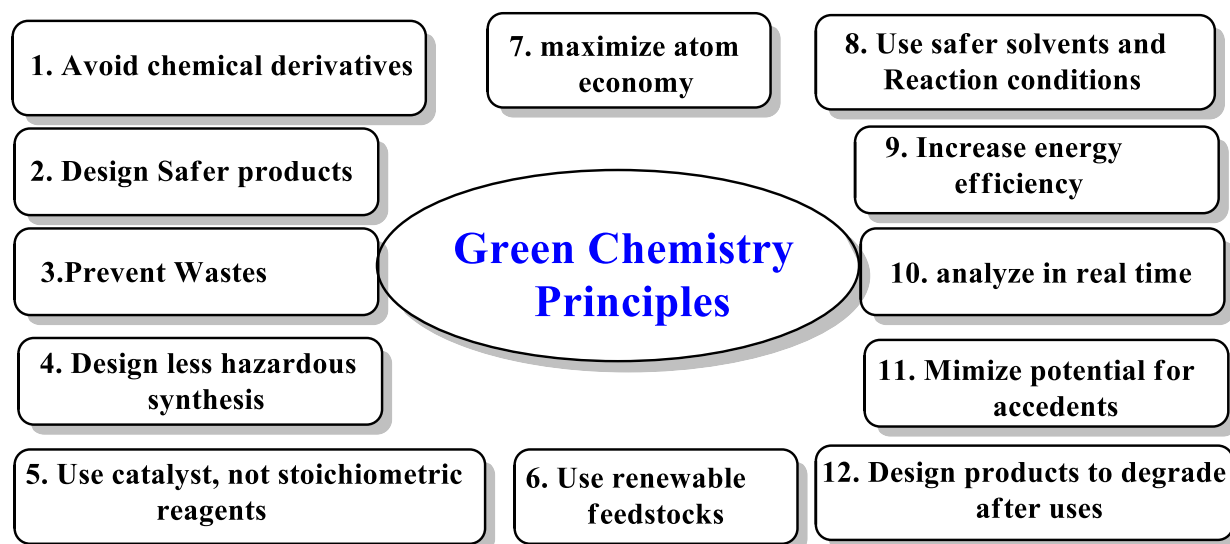 1. Avoid chemical derivatives
2. Design Safer products
3.Prevent Wastes
4. Design less hazardous
synthesis
5. Use catalyst, not stoichiometric
reagents
6. Use renewable
feedstocks
7. maximize atom
economy
8. Use safer solvents and
Reaction conditions
9. Increase energy
efficiency
10. analyze in real time
11. Mimize potential for
accedents
12. Design products to degrade
after uses
Green Chemistry
Principles